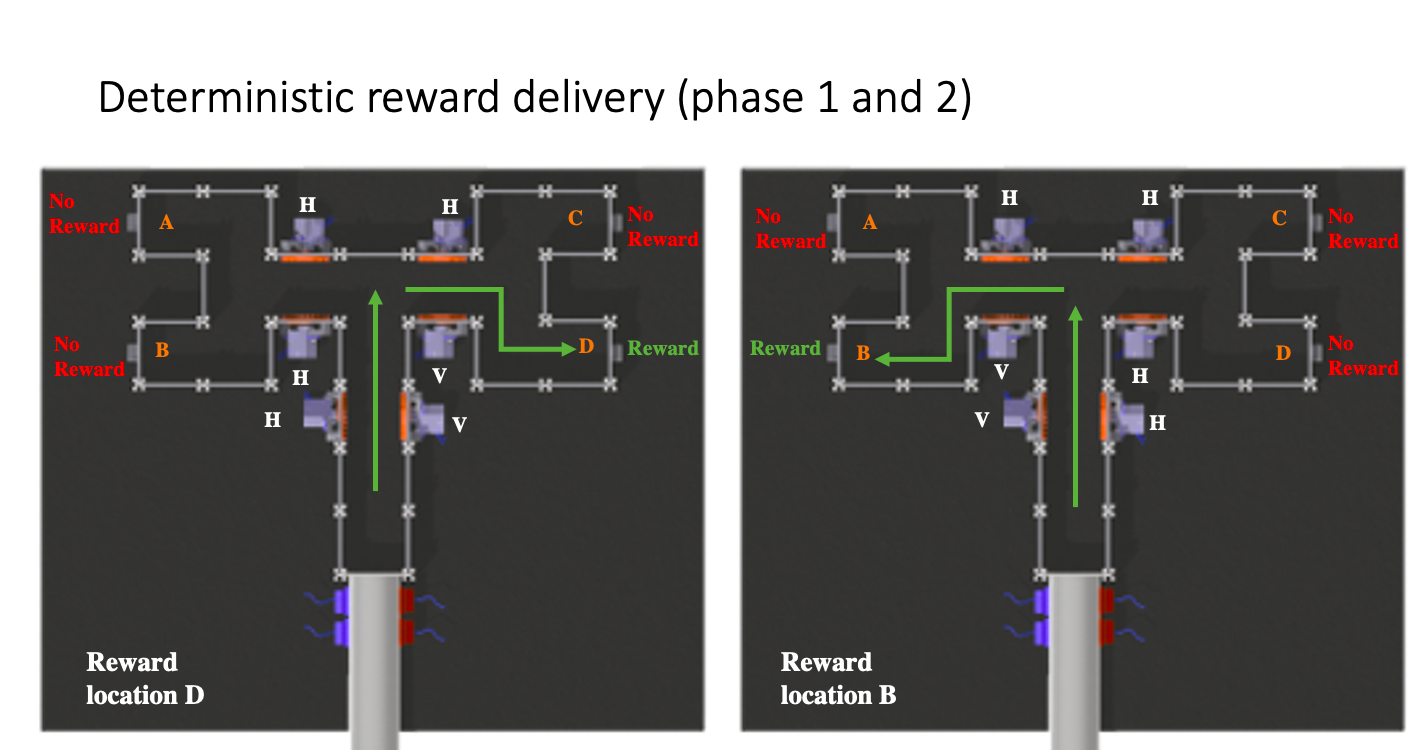 Deterministic reward delivery (phase 1 and 2)
No
Reward
A
H
H
C
No
Reward
No
Reward
B
H
V
D
Reward
H
V
Reward
location D
No
Reward
A
H
H
C
No
Reward
Reward
B
V
H
D
No
Reward
V
H
Reward
location B